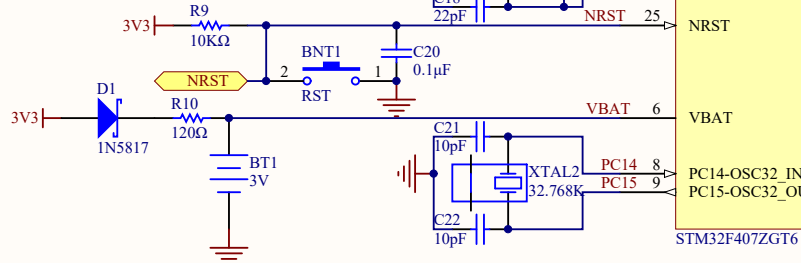 22pF
NRST
25
NRST
3V3
R9
10KΩ
BNT1
2
1
RST
C20
0.1μF
NRST
3V3
D1
1N5817
R10
120Ω
VBAT
6
VBAT
BT1
3V
C21
10pF
XTAL2
32.768K
C22
10pF
PC14
8
PC14-OSC32_IN
PC15
9
PC15-OSC32_OU
STM32F407ZGT6